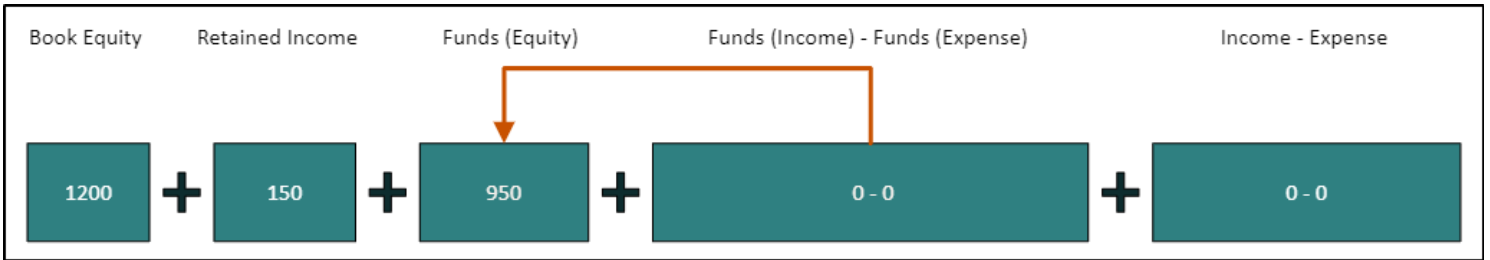 Book Equity Retained Income Funds (Equity) Funds (Income) - Funds (Expense) Income - Expense
1200 + 150 + 950 + 0 - 0 + 0 - 0